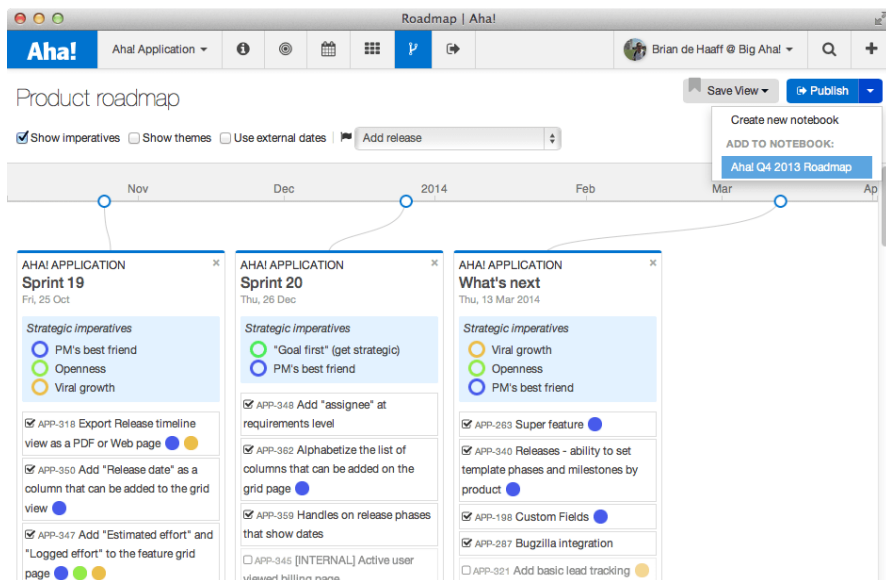 Roadmap | Aha!
Aha! Aha! Application Brian de Haaff @ Big Aha!
Product roadmap
Save View Publish
Create new notebook
ADD TO NOTEBOOK:
Aha! Q4 2013 Roadmap
Show imperatives Show themes Use external dates Add release
Nov Dec 2014 Feb Mar Ap
AHA! APPLICATION
Sprint 19
Fri, 25 Oct
Strategic imperatives
PM's best friend
Openness
Viral growth
APP-318 Export Release timeline
view as a PDF or Web page
APP-350 Add "Release date" as a
column that can be added to the grid
view
APP-347 Add "Estimated effort" and
"Logged effort" to the feature grid
page
AHA! APPLICATION
Sprint 20
Thu, 26 Dec
Strategic imperatives
"Goal first" (get strategic)
PM's best friend
APP-348 Add "assignee" at
requirements level
APP-362 Alphabetize the list of
columns that can be added on the
grid page
APP-359 Handles on release phases
that show dates
APP-345 [INTERNAL] Active user
viewed billing page
AHA! APPLICATION
What's next
Thu, 13 Mar 2014
Strategic imperatives
Viral growth
Openness
PM's best friend
APP-263 Super feature
APP-340 Releases - ability to set
template phases and milestones by
product
APP-198 Custom Fields
APP-287 Bugzilla integration
APP-321 Add basic lead tracking